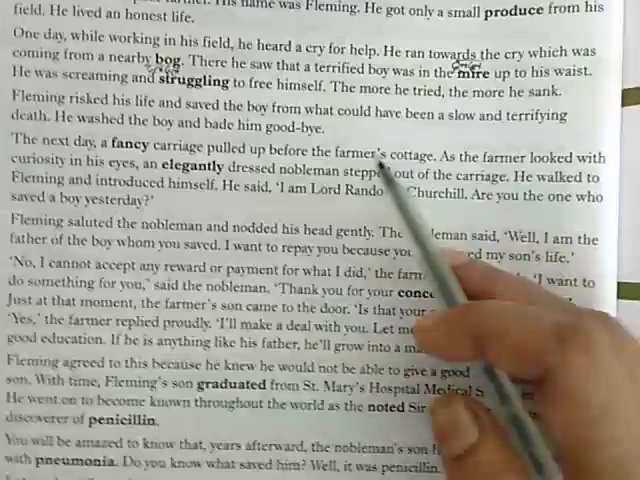 farmer. His name was Fleming. He got only a small produce from his
field. He lived an honest life.
One day, while working in his field, he heard a cry for help. He ran towards the cry which was
coming from a nearby bog. There he saw that a terrified boy was in the mire up to his waist.
He was screaming and struggling to free himself. The more he tried, the more he sank.
Fleming risked his life and saved the boy from what could have been a slow and terrifying
death. He washed the boy and bade him good-bye.
The next day, a fancy carriage pulled up before the farmer's cottage. As the farmer looked with
curiosity in his eyes, an elegantly dressed nobleman stepped out of the carriage. He walked to
Fleming and introduced himself. He said, 'I am Lord Rando Churchill. Are you the one who
saved a boy yesterday?'
Fleming saluted the nobleman and nodded his head gently. The leman said, 'Well, I am the
father of the boy whom you saved. I want to repay because you ed my son's life.'
'No, I cannot accept any reward or payment for what I did,' the farm 'I want to
do something for you,' said the nobleman. 'Thank you for your conc
Just at that moment, the farmer's son came to the door. 'Is that your
'Yes,' the farmer replied proudly. 'I'll make a deal with you. Let me
good education. If he is anything like his father, he'll grow into a ma
Fleming agreed to this because he knew he would not be able to give a good
son. With time, Fleming's son graduated from St. Mary's Hospital Medical S
He went on to become known throughout the world as the noted Sir
discoverer of penicillin.
You will be amazed to know that, years afterward, the nobleman's son
with pneumonia. Do you know what saved him? Well, it was penicillin.